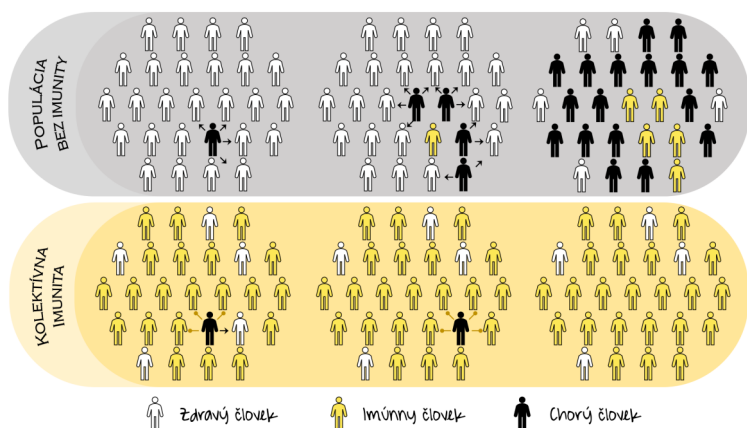 POPULÁCIA
BEZ IMUNITY
KOLEKTÍVNA
IMUNITA
Zdravý človek
Imúnny človek
Chorý človek